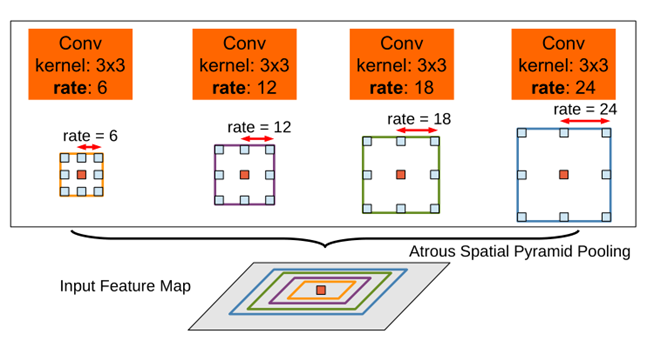 Conv
kernel: 3x3
rate: 6
Conv
kernel: 3x3
rate: 12
Conv
kernel: 3x3
rate: 18
Conv
kernel: 3x3
rate: 24
rate = 6
rate = 12
rate = 18
rate = 24
Atrous Spatial Pyramid Pooling
Input Feature Map